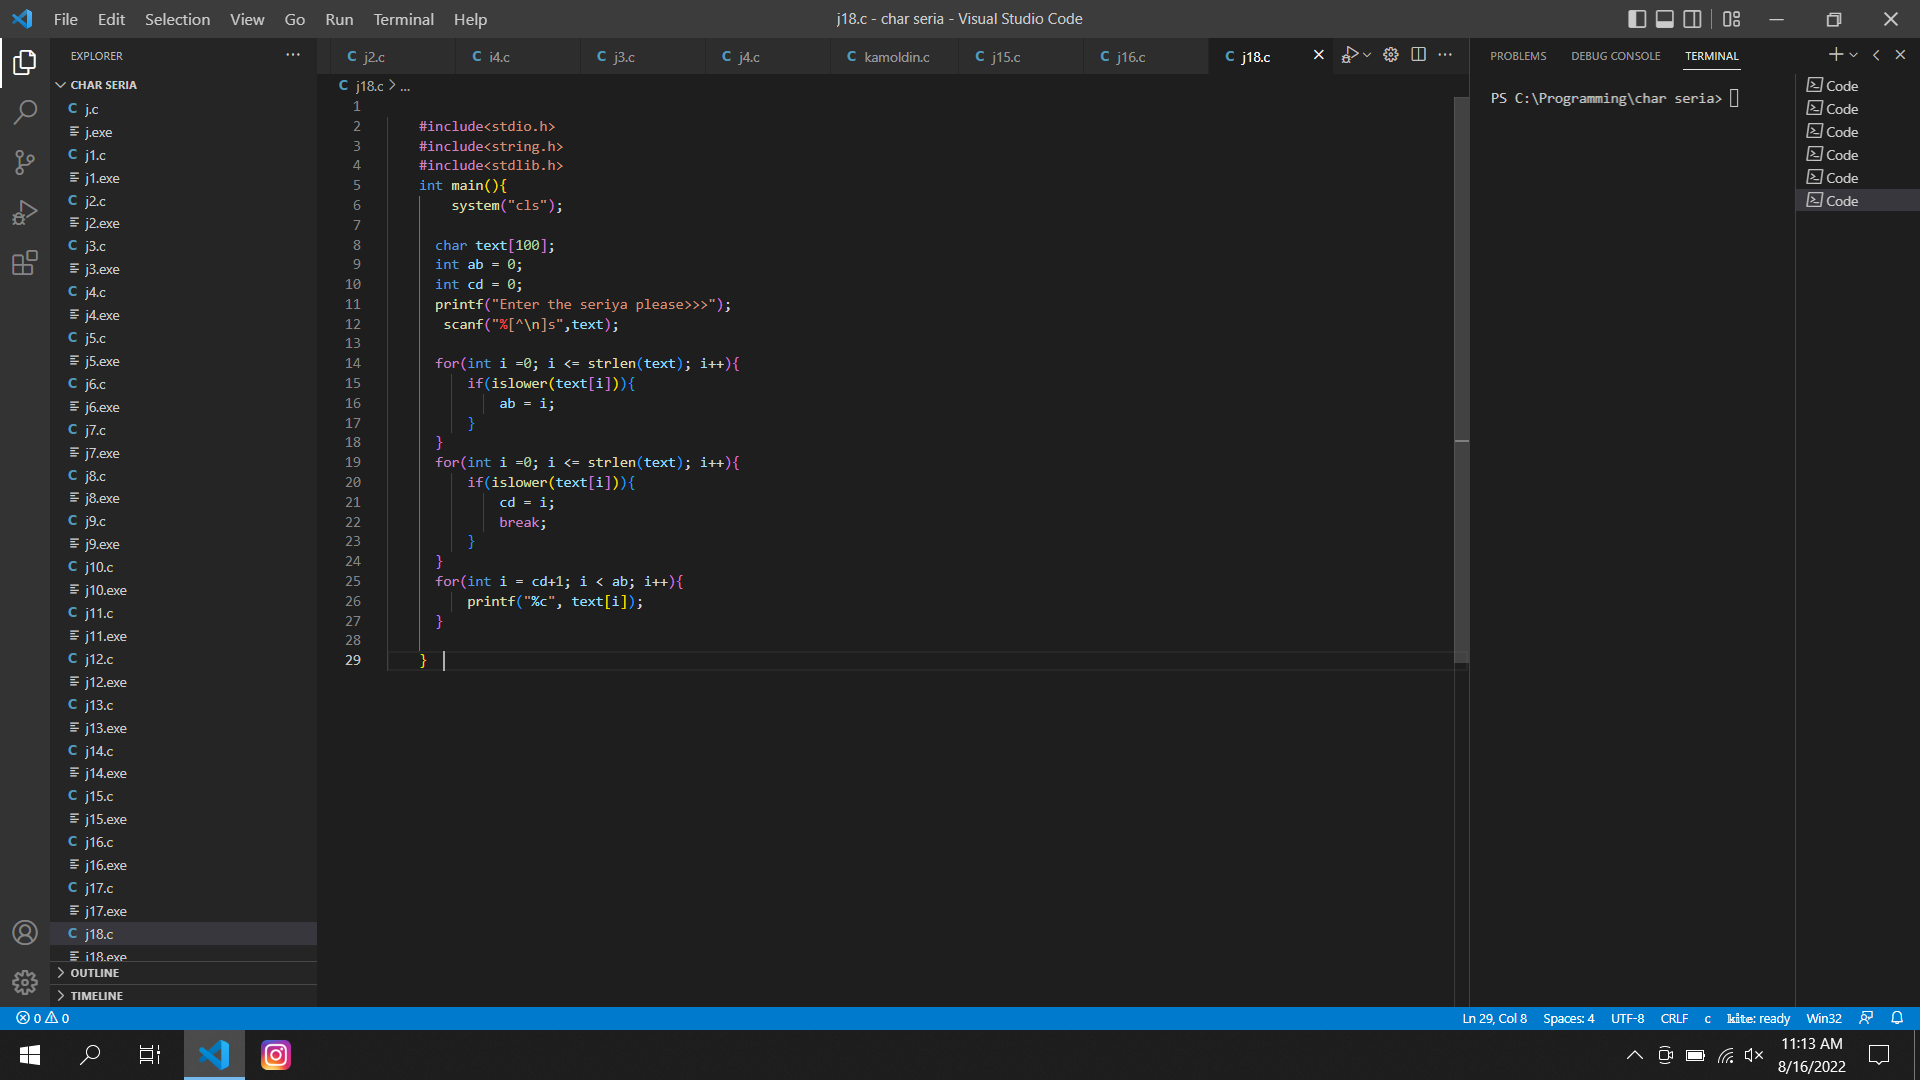 File Edit Selection View Go Run Terminal Help
j18.c - char seria - Visual Studio Code
EXPLORER
CHAR SERIA
j.c
j.exe
j1.c
j1.exe
j2.c
j2.exe
j3.c
j3.exe
j4.c
j4.exe
j5.c
j5.exe
j6.c
j6.exe
j7.c
j7.exe
j8.c
j8.exe
j9.c
j9.exe
j10.c
j10.exe
j11.c
j11.exe
j12.c
j12.exe
j13.c
j13.exe
j14.c
j14.exe
j15.c
j15.exe
j16.c
j16.exe
j17.c
j17.exe
j18.c
j18.exe
OUTLINE
TIMELINE
j2.c i4.c j3.c j4.c kamoldin.c j15.c j16.c j18.c
j18.c > ...
1
2 #include<stdio.h>
3 #include<string.h>
4 #include<stdlib.h>
5 int main(){
6 system("cls");
7
8 char text[100];
9 int ab = 0;
10 int cd = 0;
11 printf("Enter the seriya please>>>");
12 scanf("%[^\n]s",text);
13
14 for(int i =0; i <= strlen(text); i++){
15 if(islower(text[i])){
16 ab = i;
17 }
18 }
19 for(int i =0; i <= strlen(text); i++){
20 if(islower(text[i])){
21 cd = i;
22 break;
23 }
24 }
25 for(int i = cd+1; i < ab; i++){
26 printf("%c", text[i]);
27 }
28
29 }
PROBLEMS DEBUG CONSOLE TERMINAL
PS C:\Programming\char seria>
Code
Code
Code
Code
Code
Code
0 0
Ln 29, Col 8 Spaces: 4 UTF-8 CRLF c kite: ready Win32
11:13 AM
8/16/2022